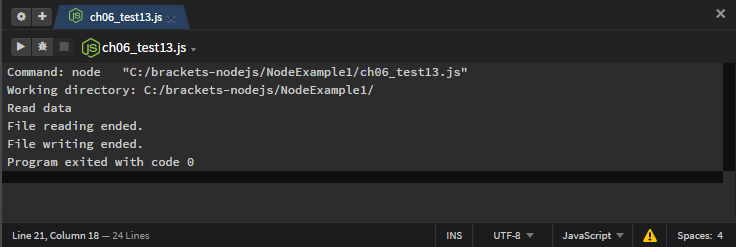 ch06_test13.js
ch06_test13.js
Command: node   "C:/brackets-nodejs/NodeExample1/ch06_test13.js"
Working directory: C:/brackets-nodejs/NodeExample1/
Read data
File reading ended.
File writing ended.
Program exited with code 0
Line 21, Column 18 — 24 Lines INS UTF-8 JavaScript Spaces: 4